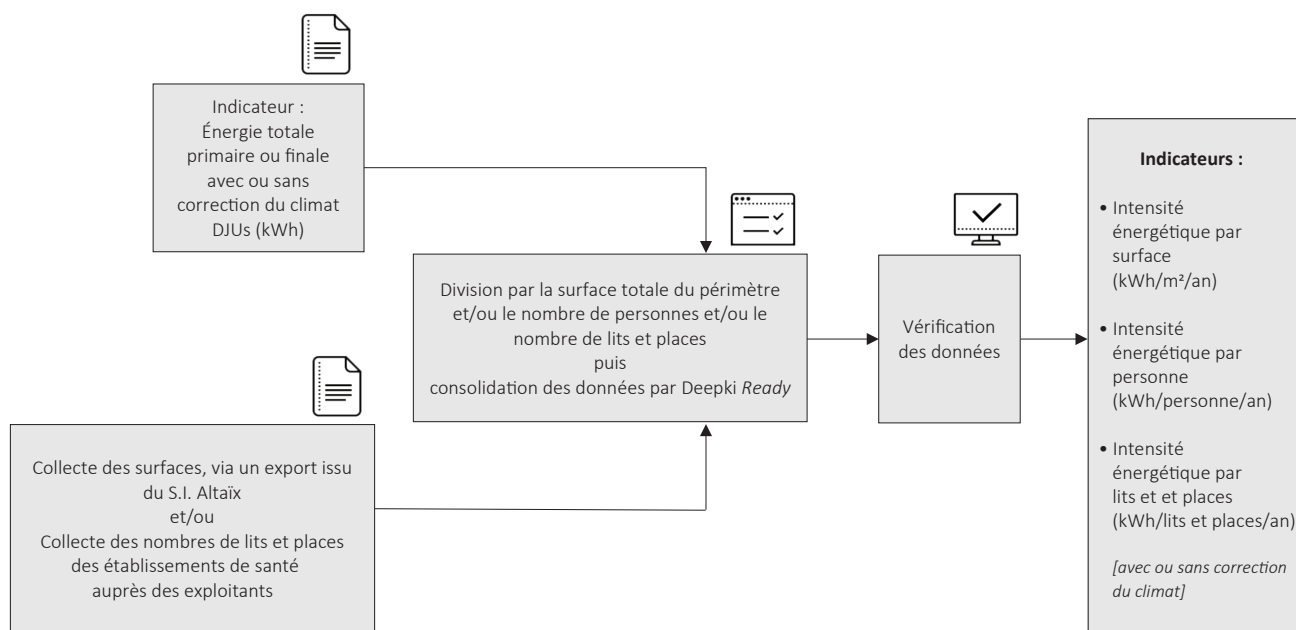 Indicateur :
Énergie totale
primaire ou finale
avec ou sans
correction du climat
DJUs (kWh)
Collecte des surfaces, via un export issu
du S.I. Altaïx
et/ou
Collecte des nombres de lits et places
des établissements de santé
auprès des exploitants
Division par la surface totale du périmètre
et/ou le nombre de personnes et/ou le
nombre de lits et places
puis
consolidation des données par Deepki Ready
Vérification
des données
Indicateurs :
• Intensité
énergétique par
surface
(kWh/m²/an)
• Intensité
énergétique par
personne
(kWh/personne/an)
• Intensité
énergétique par
lits et et places
(kWh/lits et places/an)
[avec ou sans correction
du climat]